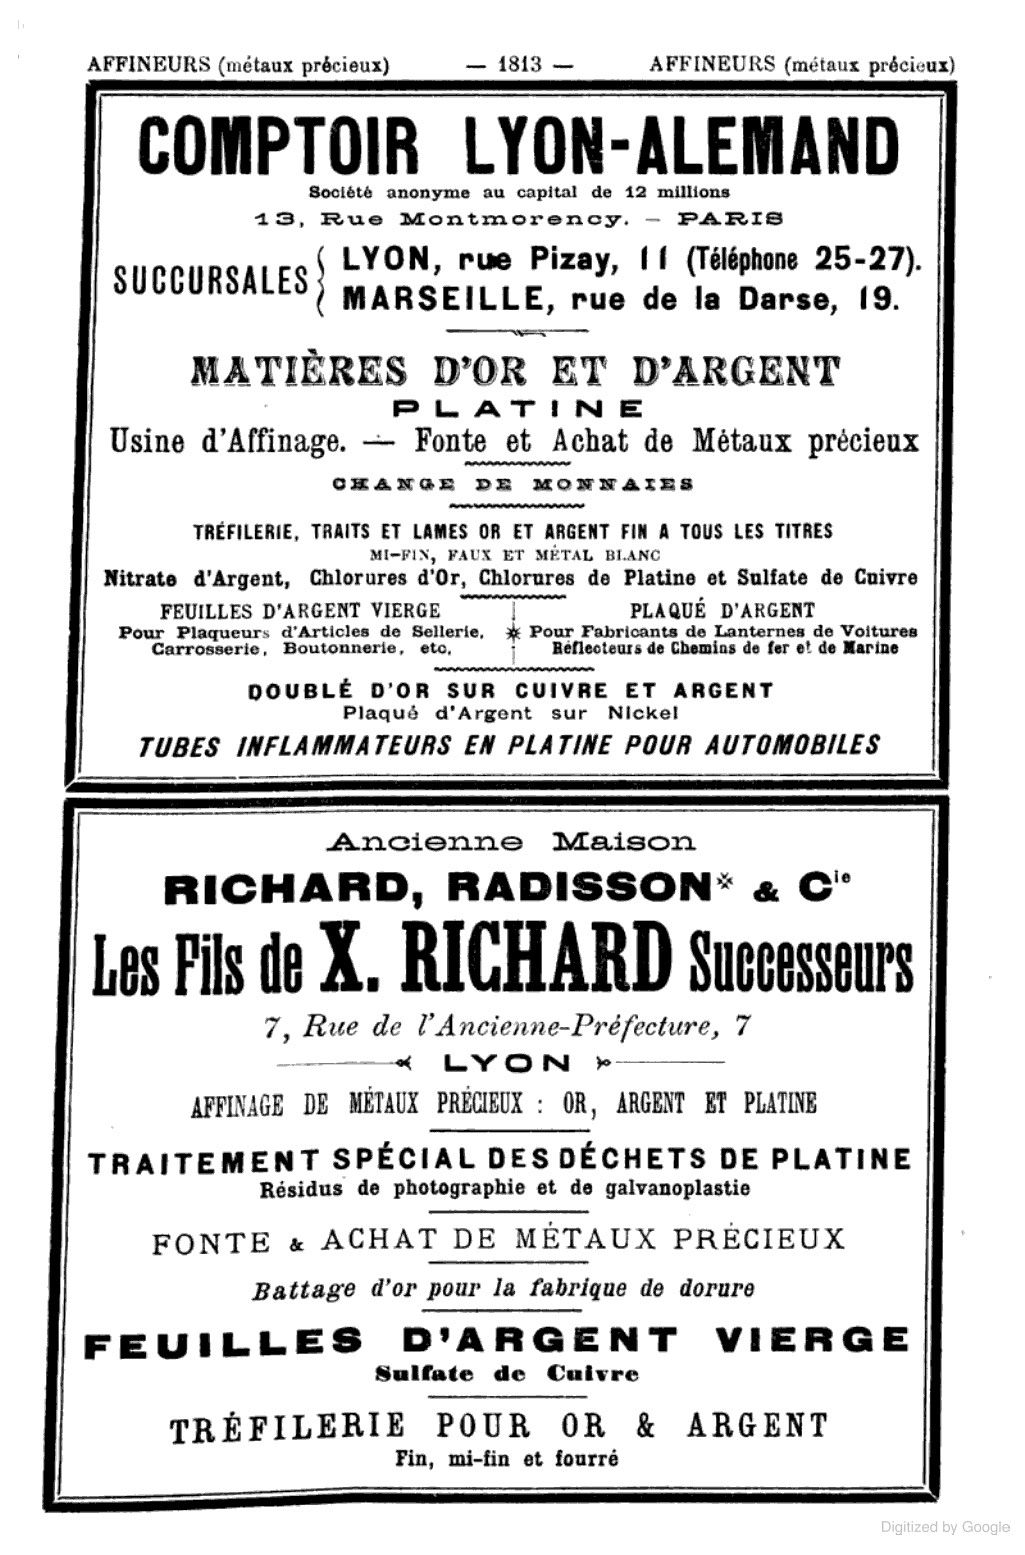 AFFINEURS (métaux précieux) — 1813 — AFFINEURS (métaux précieux)
COMPTOIR LYON-ALEMAND
Société anonyme au capital de 12 millions
13, Rue Montmorency. — PARIS
SUCCURSALES
LYON, rue Pizay, 11 (Téléphone 25-27).
MARSEILLE, rue de la Darse, 19.
MATIÈRES D'OR ET D'ARGENT
PLATINE
Usine d'Affinage. — Fonte et Achat de Métaux précieux
CHANGE DE MONNAIES
TRÉFILERIE, TRAITS ET LAMES OR ET ARGENT FIN A TOUS LES TITRES
MI-FIN, FAUX ET MÉTAL BLANC
Nitrate d'Argent, Chlorures d'Or, Chlorures de Platine et Sulfate de Cuivre
FEUILLES D'ARGENT VIERGE
Pour Plaqueurs d'Articles de Sellerie,
Carrosserie, Boutonnerie, etc.
PLAQUÉ D'ARGENT
Pour Fabricants de Lanternes de Voitures
Réflecteurs de Chemins de fer et de Marine
DOUBLÉ D'OR SUR CUIVRE ET ARGENT
Plaqué d'Argent sur Nickel
TUBES INFLAMMATEURS EN PLATINE POUR AUTOMOBILES
Ancienne Maison
RICHARD, RADISSON* & Cie
Les Fils de X. RICHARD Successeurs
7, Rue de l'Ancienne-Préfecture, 7
LYON
AFFINAGE DE MÉTAUX PRÉCIEUX : OR, ARGENT ET PLATINE
TRAITEMENT SPÉCIAL DES DÉCHETS DE PLATINE
Résidus de photographie et de galvanoplastie
FONTE & ACHAT DE MÉTAUX PRÉCIEUX
Battage d'or pour la fabrique de dorure
FEUILLES D'ARGENT VIERGE
Sulfate de Cuivre
TRÉFILERIE POUR OR & ARGENT
Fin, mi-fin et fourré
Digitized by Google